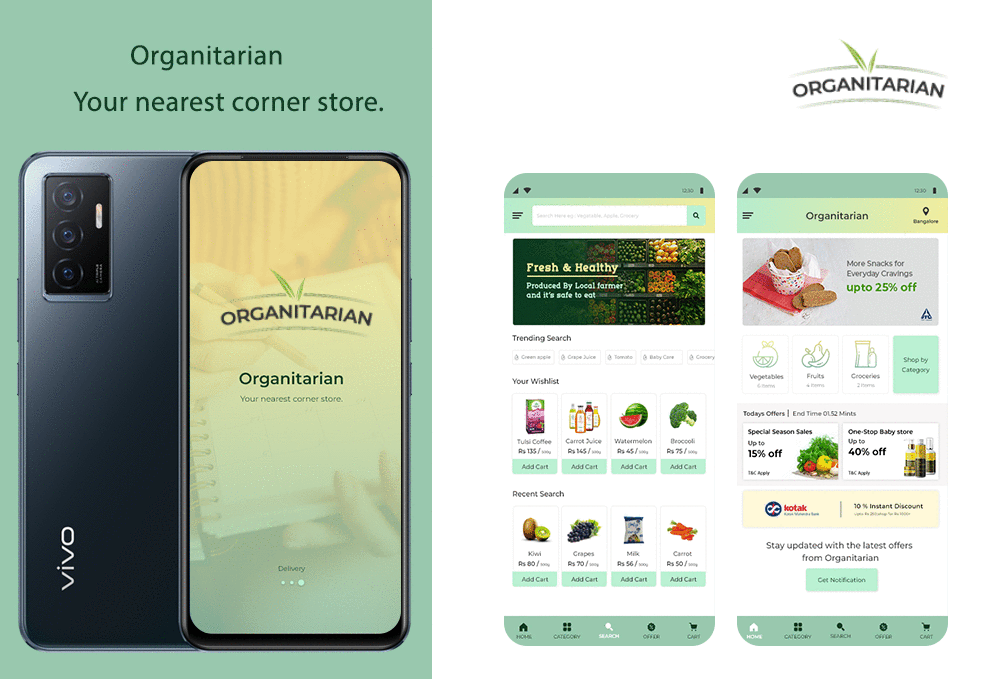 Organitarian
Your nearest corner store.
ORGANITARIAN
ORGANITARIAN
Organitarian
Your nearest corner store.
Delivery
vivo
12:30
Search Here eg : Vegetable, Apple, Grocery
Fresh & Healthy
Produced By Local farmer
and it's safe to eat
Trending Search
Green apple
Grape Juice
Tomato
Baby Care
Grocery
Your Wishlist
Tulsi Coffee
Carrot Juice
Watermelon
Broccoli
Rs 135 / 500g
Rs 145 / 500g
Rs 45 / 500g
Rs 75 / 500g
Add Cart
Add Cart
Add Cart
Add Cart
Recent Search
Kiwi
Grapes
Milk
Carrot
Rs 80 / 500g
Rs 70 / 500g
Rs 56 / 500g
Rs 50 / 500g
Add Cart
Add Cart
Add Cart
Add Cart
HOME
CATEGORY
SEARCH
OFFER
CART
12:30
Organitarian
Bangalore
More Snacks for
Everyday Cravings
upto 25% off
Vegetables
6 Items
Fruits
4 Items
Groceries
2 Items
Shop by
Category
Todays Offers | End Time 01.52 Mints
Special Season Sales
Up to
15% off
T&C Apply
One-Stop Baby store
Up to
40% off
T&C Apply
kotak
Kotak Mahindra Bank
10 % Instant Discount
Stay updated with the latest offers
from Organitarian
Get Notification
HOME
CATEGORY
SEARCH
OFFER
CART